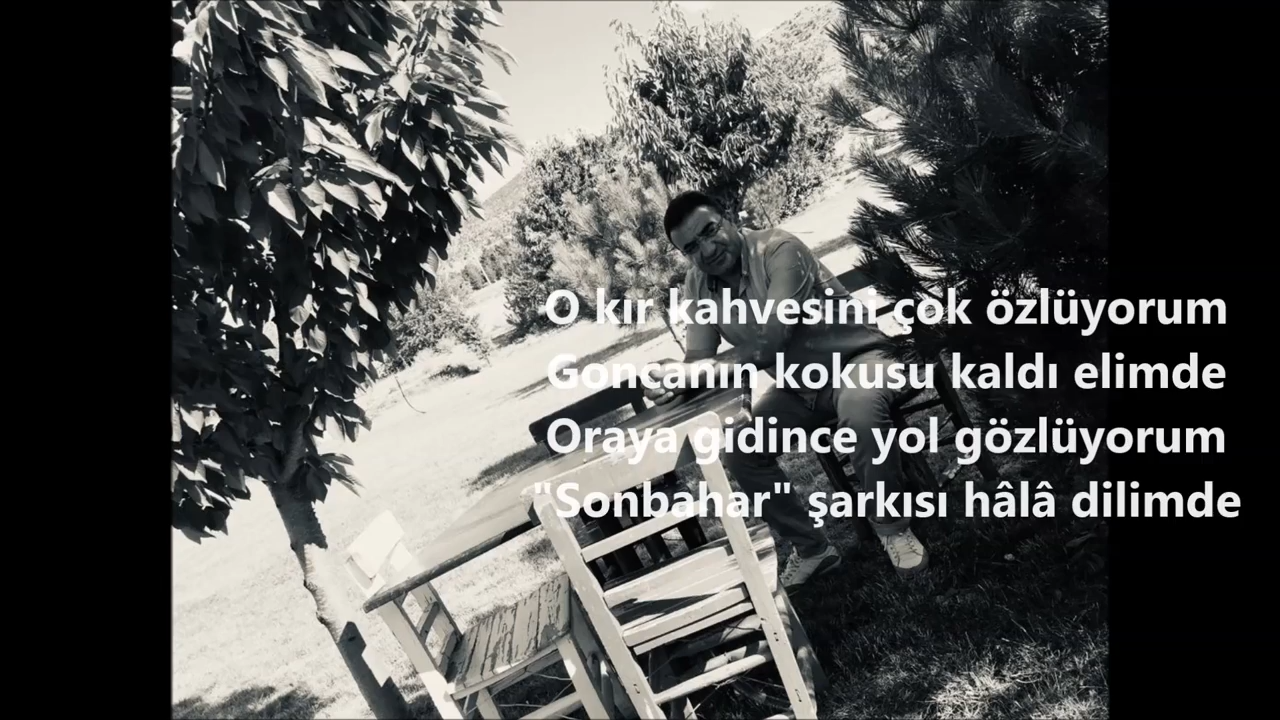 O kır kahvesini çok özlüyorum
Goncanın kokusu kaldı elimde
Oraya gidince yol gözlüyorum
"Sonbahar" şarkısı hâlâ dilimde